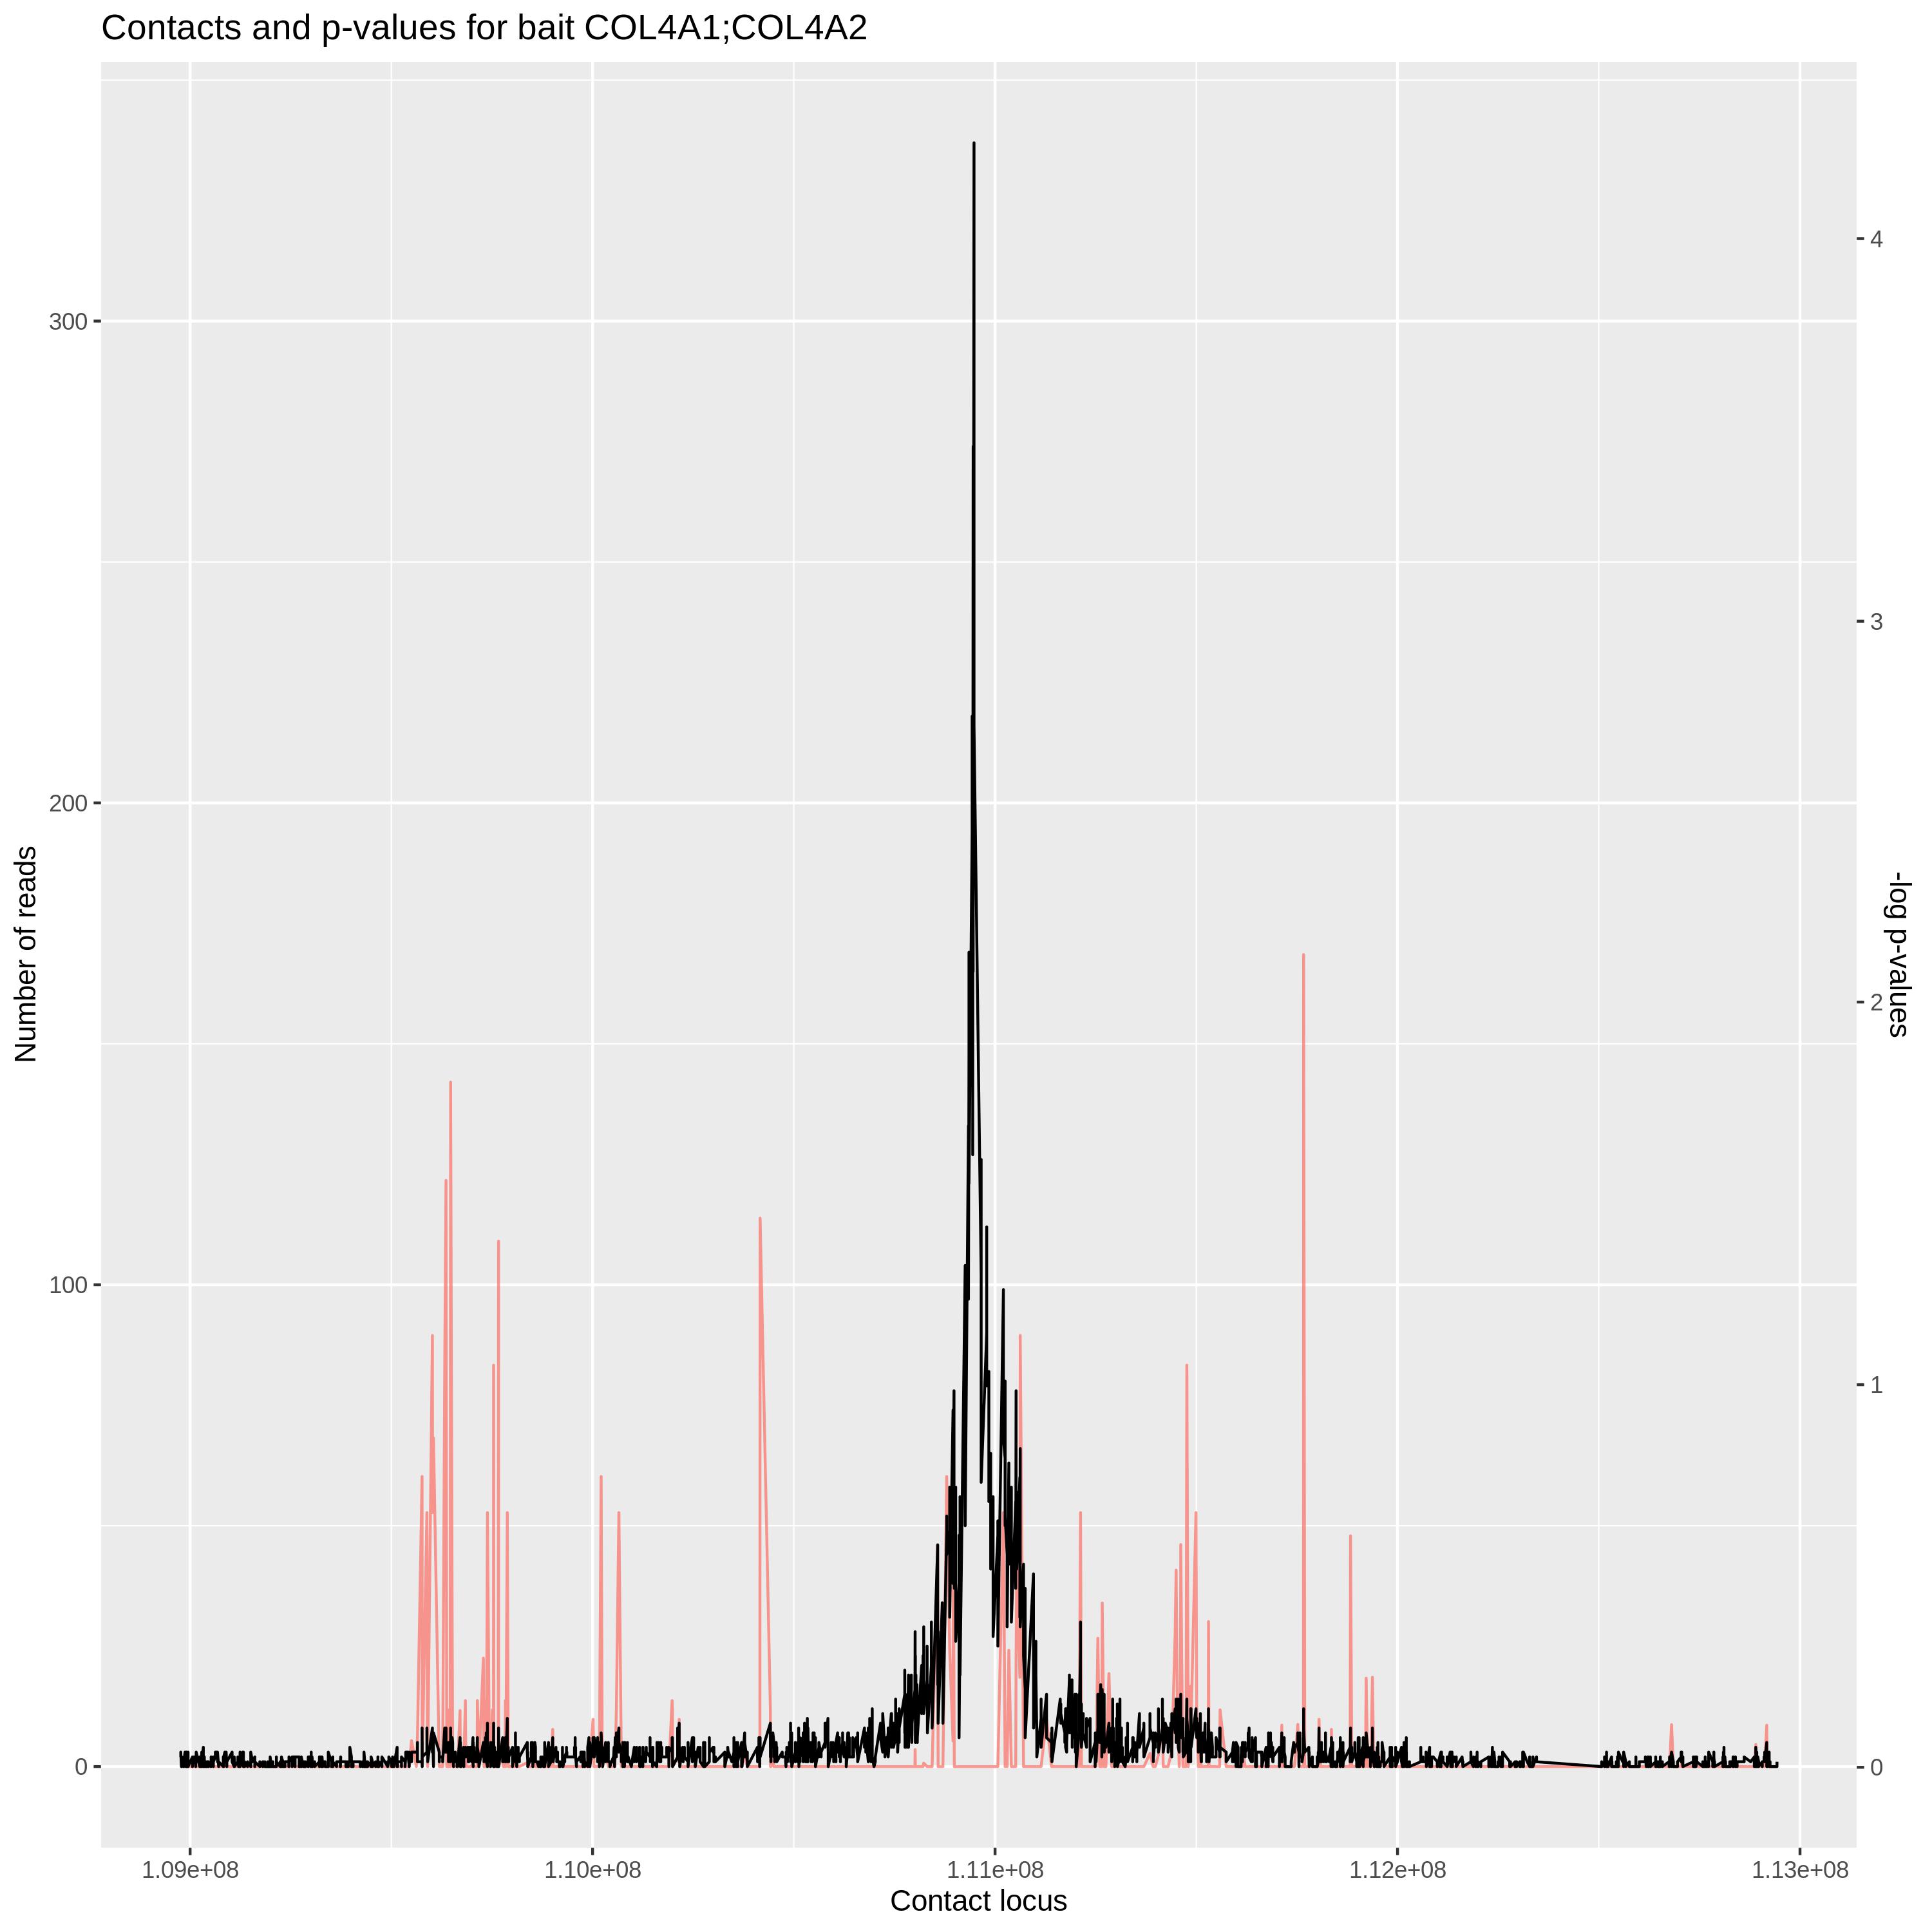 Contacts and p-values for bait COL4A1;COL4A2
Number of reads
300
200
100
0
4
3
2
1
0
-log p-values
1.09e+08 1.10e+08 1.11e+08 1.12e+08 1.13e+08
Contact locus